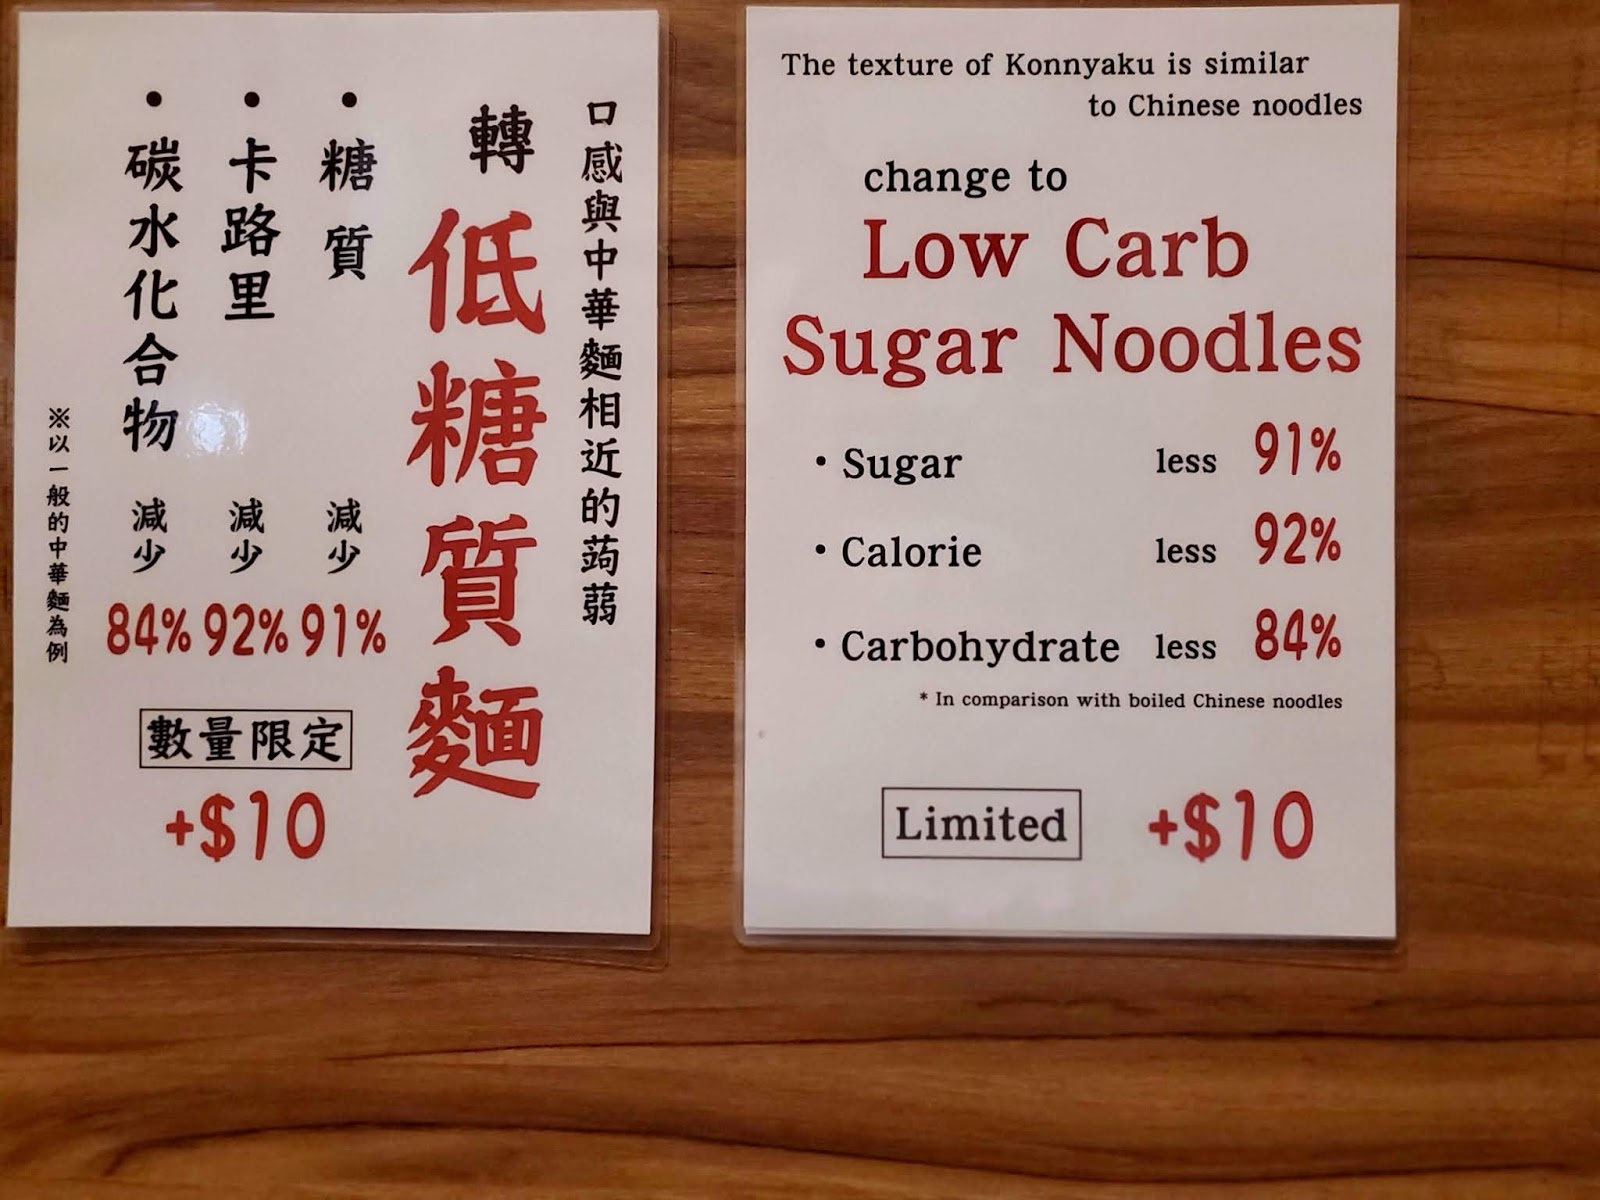 口感與中華麵相近的蒟蒻
轉
低糖質麵
• 糖質 減少 91%
• 卡路里 減少 92%
• 碳水化合物 減少 84%
※以一般的中華麵為例
數量限定
+$10
The texture of Konnyaku is similar
to Chinese noodles
change to
Low Carb
Sugar Noodles
• Sugar less 91%
• Calorie less 92%
• Carbohydrate less 84%
* In comparison with boiled Chinese noodles
Limited +$10